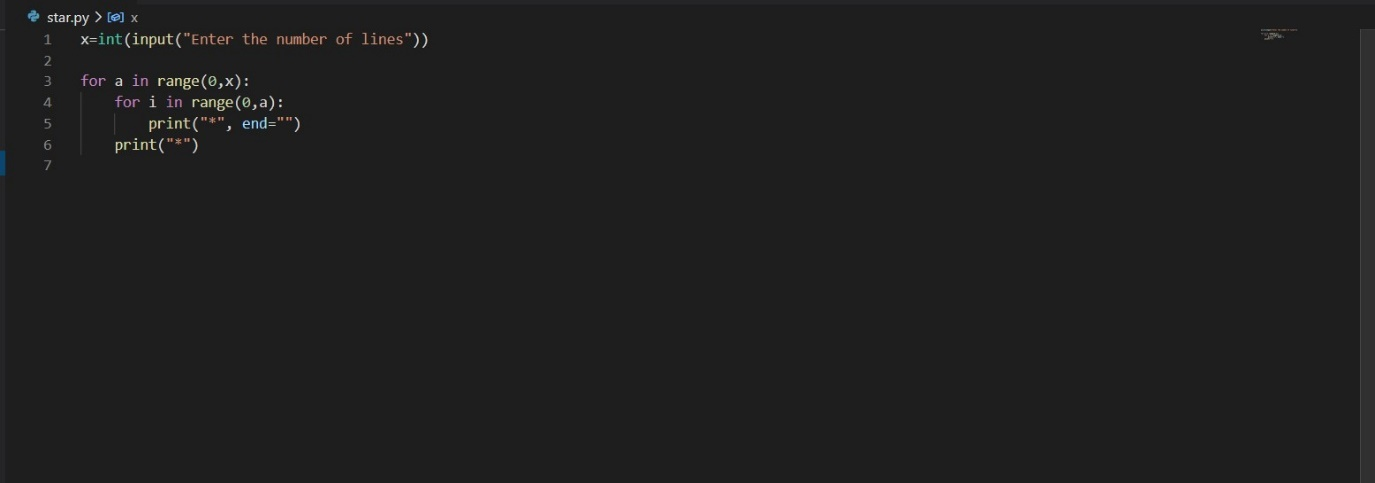 star.py > x
1 x=int(input("Enter the number of lines"))
2
3 for a in range(0,x):
4     for i in range(0,a):
5         print("*", end="")
6     print("*")
7